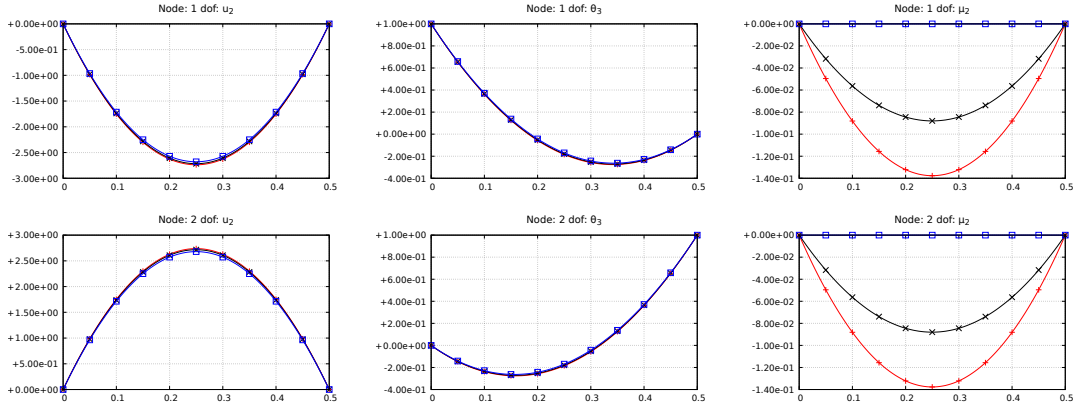 Node: 1 dof: u₂
+0.00e+00
-5.00e-01
-1.00e+00
-1.50e+00
-2.00e+00
-2.50e+00
-3.00e+00
0 0.1 0.2 0.3 0.4 0.5
Node: 1 dof: θ₃
+1.00e+00
+8.00e-01
+6.00e-01
+4.00e-01
+2.00e-01
+0.00e+00
-2.00e-01
-4.00e-01
0 0.1 0.2 0.3 0.4 0.5
Node: 1 dof: μ₂
+0.00e+00
-2.00e-02
-4.00e-02
-6.00e-02
-8.00e-02
-1.00e-01
-1.20e-01
-1.40e-01
0 0.1 0.2 0.3 0.4 0.5
Node: 2 dof: u₂
+3.00e+00
+2.50e+00
+2.00e+00
+1.50e+00
+1.00e+00
+5.00e-01
+0.00e+00
0 0.1 0.2 0.3 0.4 0.5
Node: 2 dof: θ₃
+1.00e+00
+8.00e-01
+6.00e-01
+4.00e-01
+2.00e-01
+0.00e+00
-2.00e-01
-4.00e-01
0 0.1 0.2 0.3 0.4 0.5
Node: 2 dof: μ₂
+0.00e+00
-2.00e-02
-4.00e-02
-6.00e-02
-8.00e-02
-1.00e-01
-1.20e-01
-1.40e-01
0 0.1 0.2 0.3 0.4 0.5